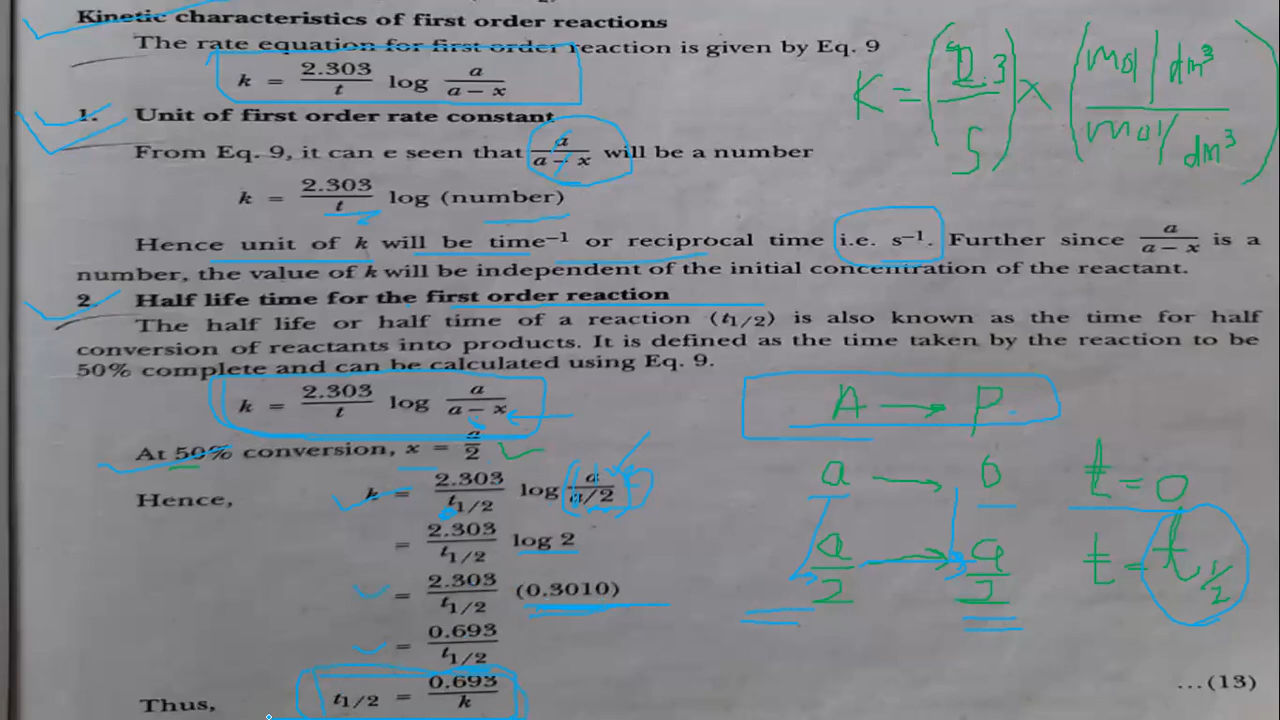 Kinetic characteristics of first order reactions
The rate equation for first order reaction is given by Eq. 9
k = 2.303/t log a/(a − x)
K = (2.3/S) × (mol/dm³ / mol/dm³)
1. Unit of first order rate constant
From Eq. 9, it can e seen that a/(a − x) will be a number
k = 2.303/t log (number)
Hence unit of k will be time⁻¹ or reciprocal time i.e. s⁻¹. Further since a/(a − x) is a
number, the value of k will be independent of the initial concentration of the reactant.
2. Half life time for the first order reaction
The half life or half time of a reaction (t1/2) is also known as the time for half
conversion of reactants into products. It is defined as the time taken by the reaction to be
50% complete and can be calculated using Eq. 9.
k = 2.303/t log a/(a − x)
A → P
At 50% conversion, x = a/2
Hence, k = 2.303/t1/2 log a/(a/2)
a → 0 t = 0
= 2.303/t1/2 log 2
a/2 → a/2 t = t1/2
= 2.303/t1/2 (0.3010)
= 0.693/t1/2
Thus, t1/2 = 0.693/k ...(13)